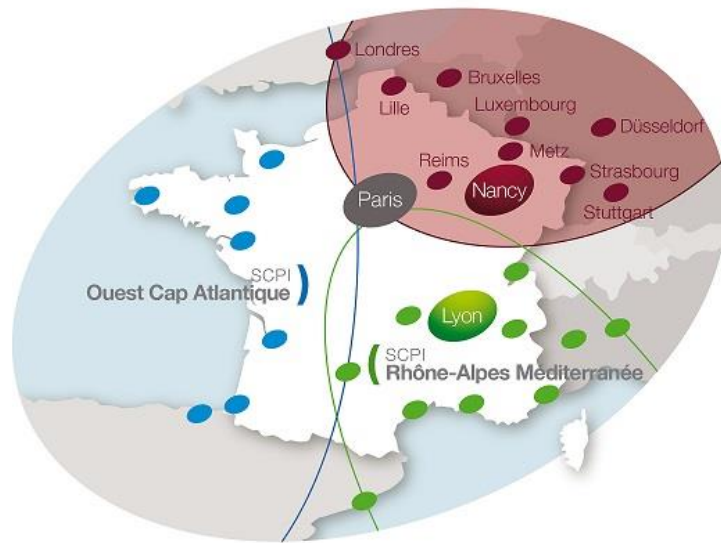 Londres
Bruxelles
Lille
Luxembourg
Düsseldorf
Metz
Reims
Strasbourg
Nancy
Paris
Stuttgart
SCPI
Ouest Cap Atlantique
Lyon
SCPI
Rhône-Alpes Méditerranée